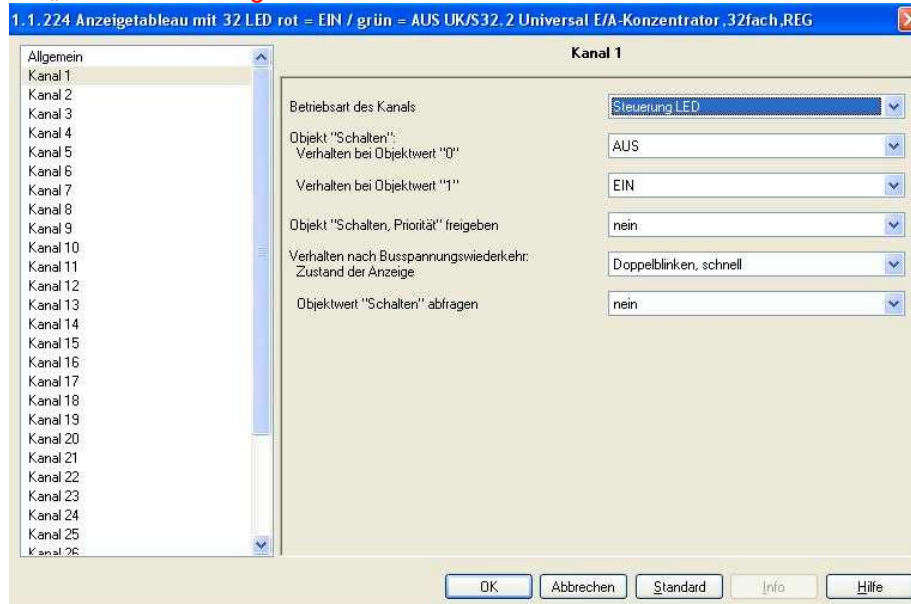 1.1.224 Anzeigetableau mit 32 LED rot = EIN / grün = AUS UK/S32.2 Universal E/A-Konzentrator ,32fach,REG
Allgemein
Kanal 1
Kanal 2
Kanal 3
Kanal 4
Kanal 5
Kanal 6
Kanal 7
Kanal 8
Kanal 9
Kanal 10
Kanal 11
Kanal 12
Kanal 13
Kanal 14
Kanal 15
Kanal 16
Kanal 17
Kanal 18
Kanal 19
Kanal 20
Kanal 21
Kanal 22
Kanal 23
Kanal 24
Kanal 25
Kanal 26
Kanal 1
Betriebsart des Kanals Steuerung LED
Objekt "Schalten":
Verhalten bei Objektwert "0" AUS
Verhalten bei Objektwert "1" EIN
Objekt "Schalten, Priorität" freigeben nein
Verhalten nach Busspannungswiederkehr:
Zustand der Anzeige Doppelblinken, schnell
Objektwert "Schalten" abfragen nein
OK Abbrechen Standard Info Hilfe